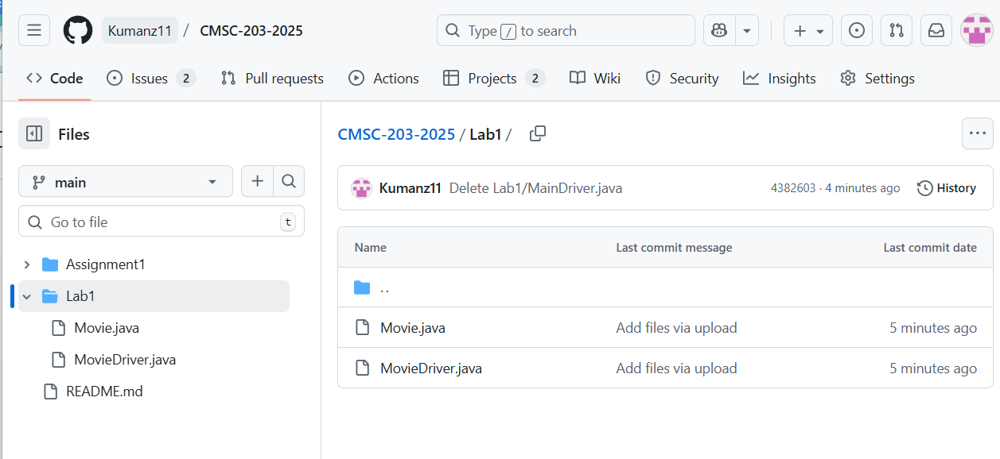 Kumanz11 / CMSC-203-2025 Type / to search
Code Issues 2 Pull requests Actions Projects 2 Wiki Security Insights Settings
Files
main
Go to file t
Assignment1
Lab1
Movie.java
MovieDriver.java
README.md
CMSC-203-2025 / Lab1 /
Kumanz11 Delete Lab1/MainDriver.java 4382603 · 4 minutes ago History
Name Last commit message Last commit date
..
Movie.java Add files via upload 5 minutes ago
MovieDriver.java Add files via upload 5 minutes ago